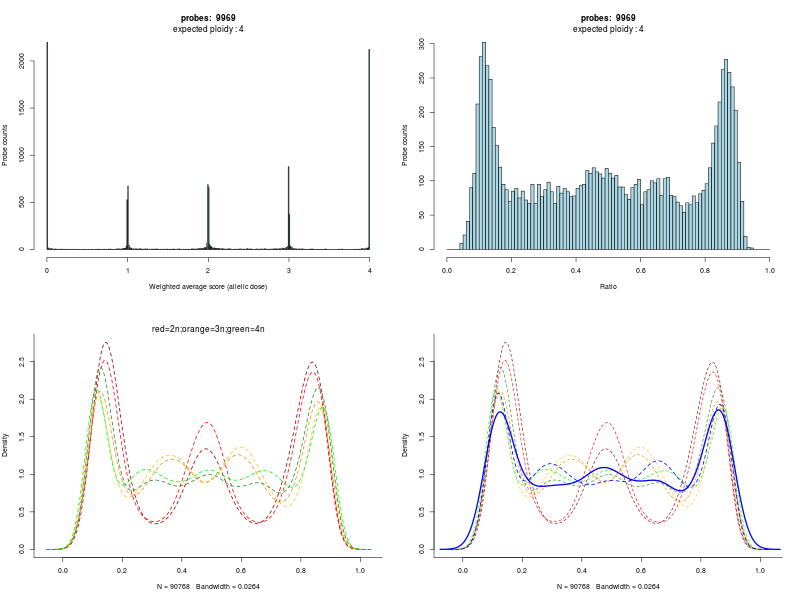 probes: 9969
expected ploidy : 4
Probe counts
2000
1500
1000
500
0
0 1 2 3 4
Weighted average score (allelic dose)
probes: 9969
expected ploidy : 4
Probe counts
300
250
200
150
100
50
0
0.0 0.2 0.4 0.6 0.8 1.0
Ratio
red=2n;orange=3n;green=4n
Density
2.5
2.0
1.5
1.0
0.5
0.0
0.0 0.2 0.4 0.6 0.8 1.0
N = 90768 Bandwidth = 0.0264
Density
2.5
2.0
1.5
1.0
0.5
0.0
0.0 0.2 0.4 0.6 0.8 1.0
N = 90768 Bandwidth = 0.0264